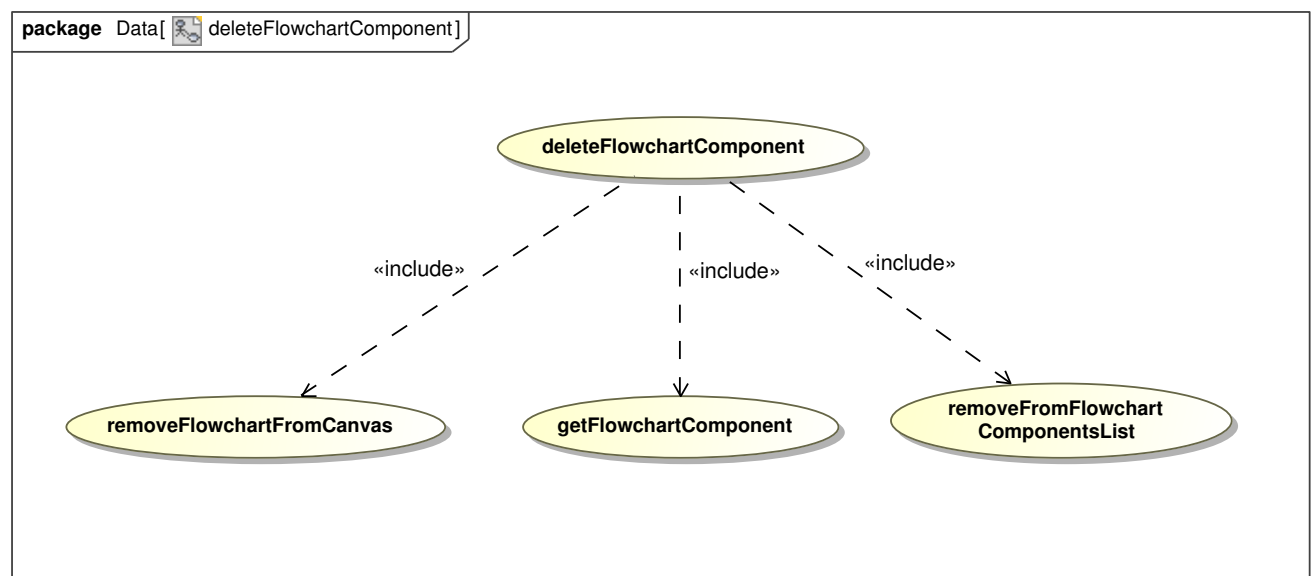 package Data[ deleteFlowchartComponent]
deleteFlowchartComponent
«include»
«include»
«include»
removeFlowchartFromCanvas
getFlowchartComponent
removeFromFlowchart
ComponentsList